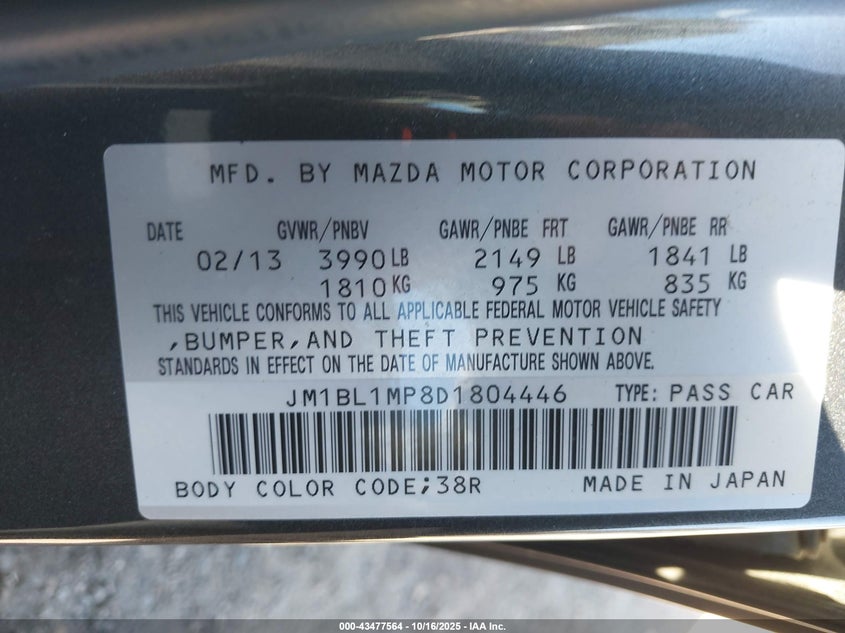 MFD. BY MAZDA MOTOR CORPORATION
DATE GVWR/PNBV GAWR/PNBE FRT GAWR/PNBE RR
02/13 3990 LB 2149 LB 1841 LB
1810 KG 975 KG 835 KG
THIS VEHICLE CONFORMS TO ALL APPLICABLE FEDERAL MOTOR VEHICLE SAFETY
,BUMPER,AND THEFT PREVENTION
STANDARDS IN EFFECT ON THE DATE OF MANUFACTURE SHOWN ABOVE.
JM1BL1MP8D1804446 TYPE: PASS CAR
BODY COLOR CODE;38R MADE IN JAPAN
000-43477564 - 10/16/2025 - IAA Inc.